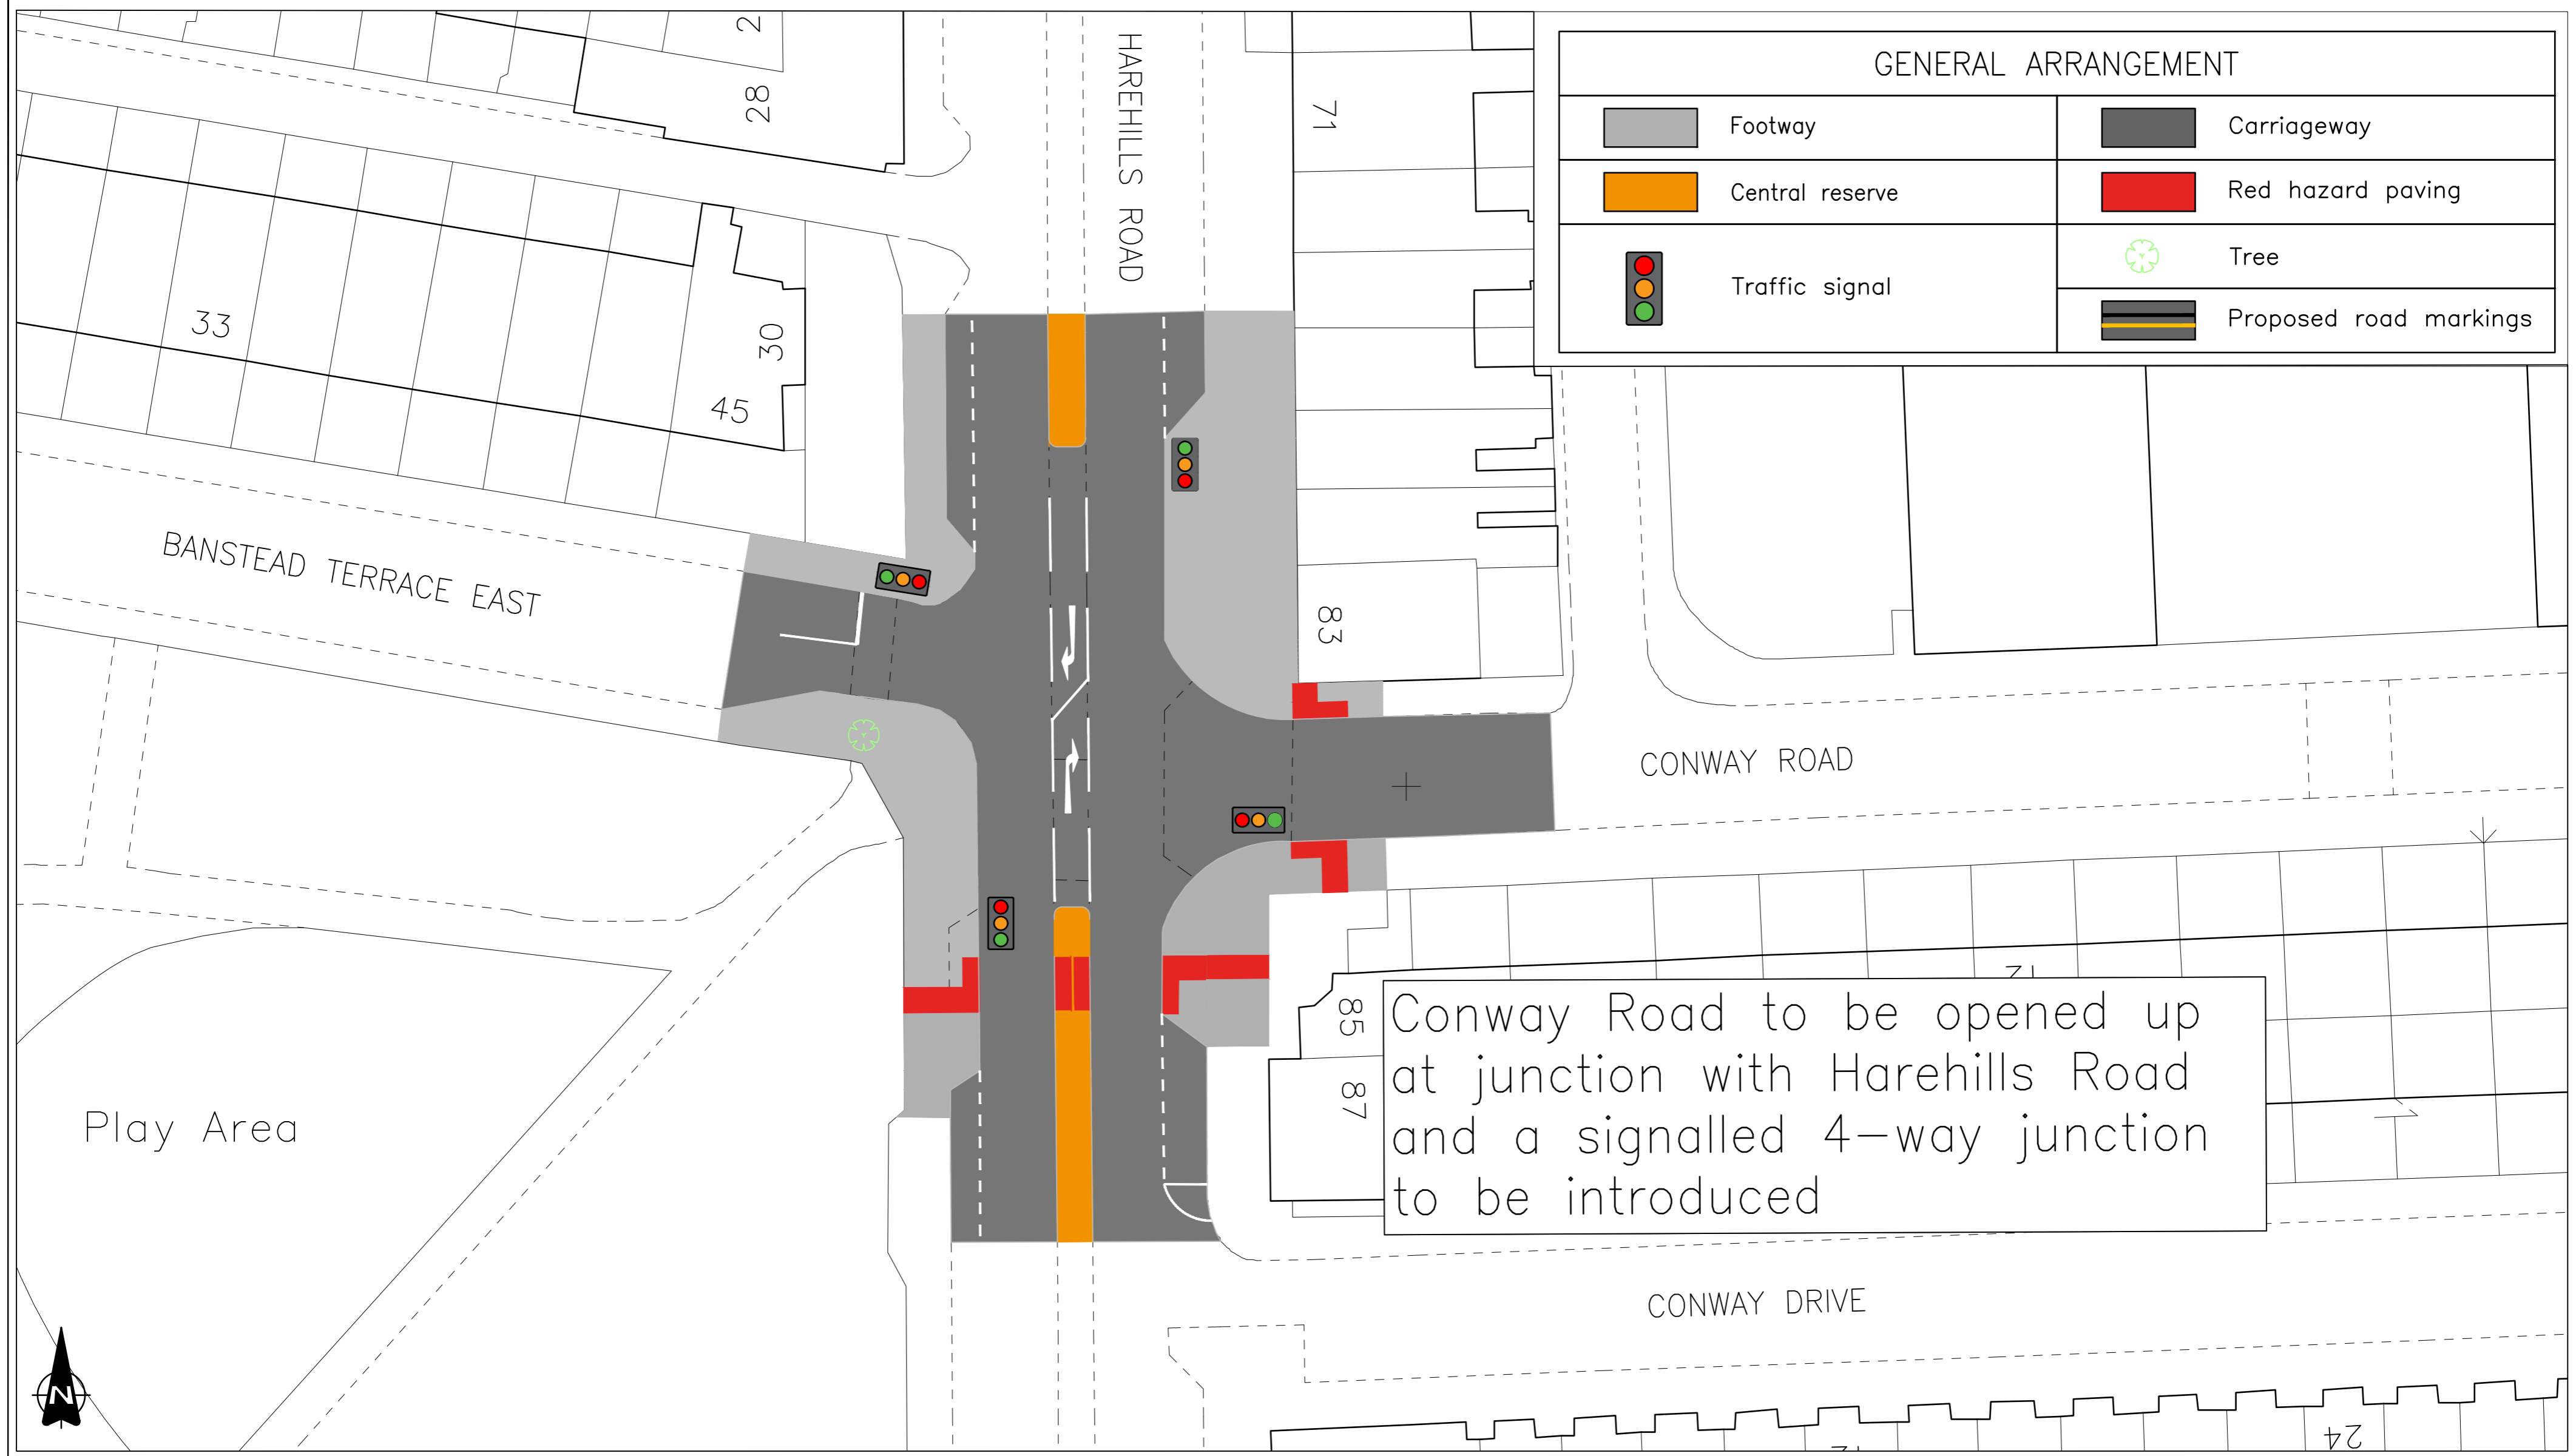 GENERAL ARRANGEMENT
Footway
Carriageway
Central reserve
Red hazard paving
Traffic signal
Tree
Proposed road markings
HAREHILLS ROAD
2
28
71
33
30
45
BANSTEAD TERRACE EAST
83
CONWAY ROAD
85
87
Conway Road to be opened up
at junction with Harehills Road
and a signalled 4-way junction
to be introduced
Play Area
CONWAY DRIVE
N
24